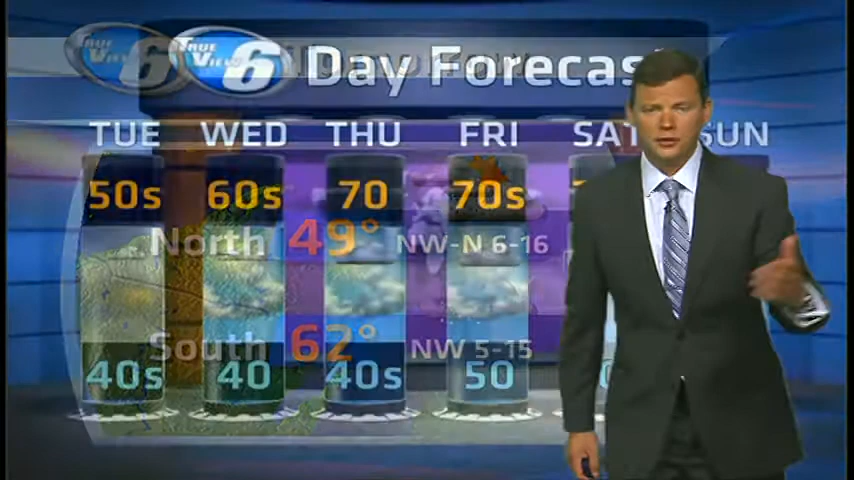 TRUE VIEW 6 TRUE VIEW 6 Day Forecast
TUE WED THU FRI SAT SUN
50s 60s 70 70s
North 49° NW-N 6-16
South 62° NW 5-15
40s 40 40s 50